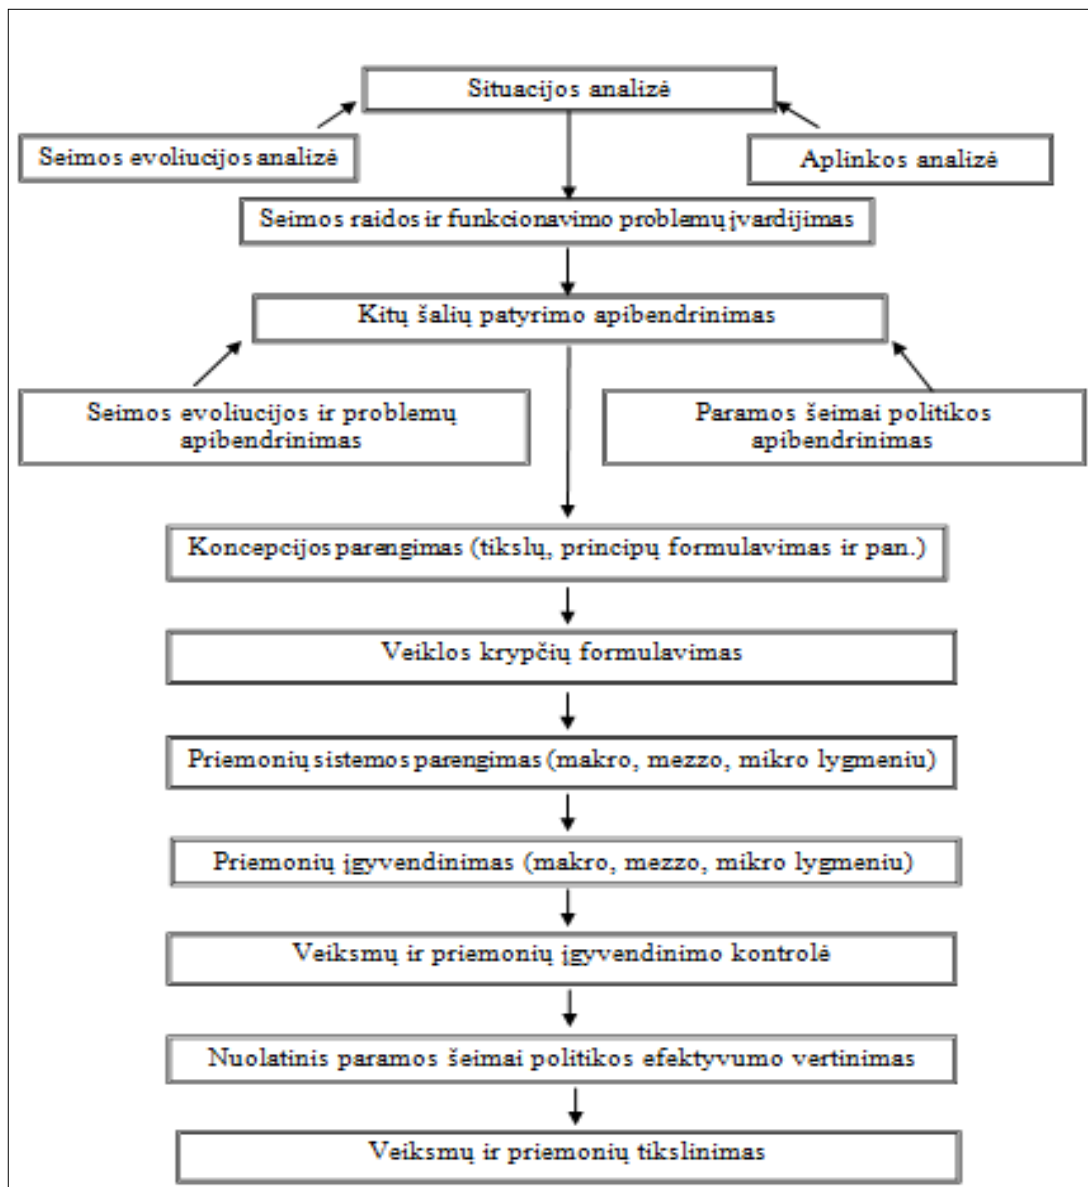 Situacijos analizė
Seimos evoliucijos analizė
Aplinkos analizė
Seimos raidos ir funkcionavimo problemų įvardijimas
Kitų šalių patyrimo apibendrinimas
Seimos evoliucijos ir problemų
apibendrinimas
Paramos šeimai politikos
apibendrinimas
Koncepcijos parengimas (tikslų, principų formulavimas ir pan.)
Veiklos krypčių formulavimas
Priemonių sistemos parengimas (makro, mezzo, mikro lygmeniu)
Priemonių įgyvendinimas (makro, mezzo, mikro lygmeniu)
Veiksmų ir priemonių įgyvendinimo kontrolė
Nuolatinis paramos šeimai politikos efektyvumo vertinimas
Veiksmų ir priemonių tikslinimas